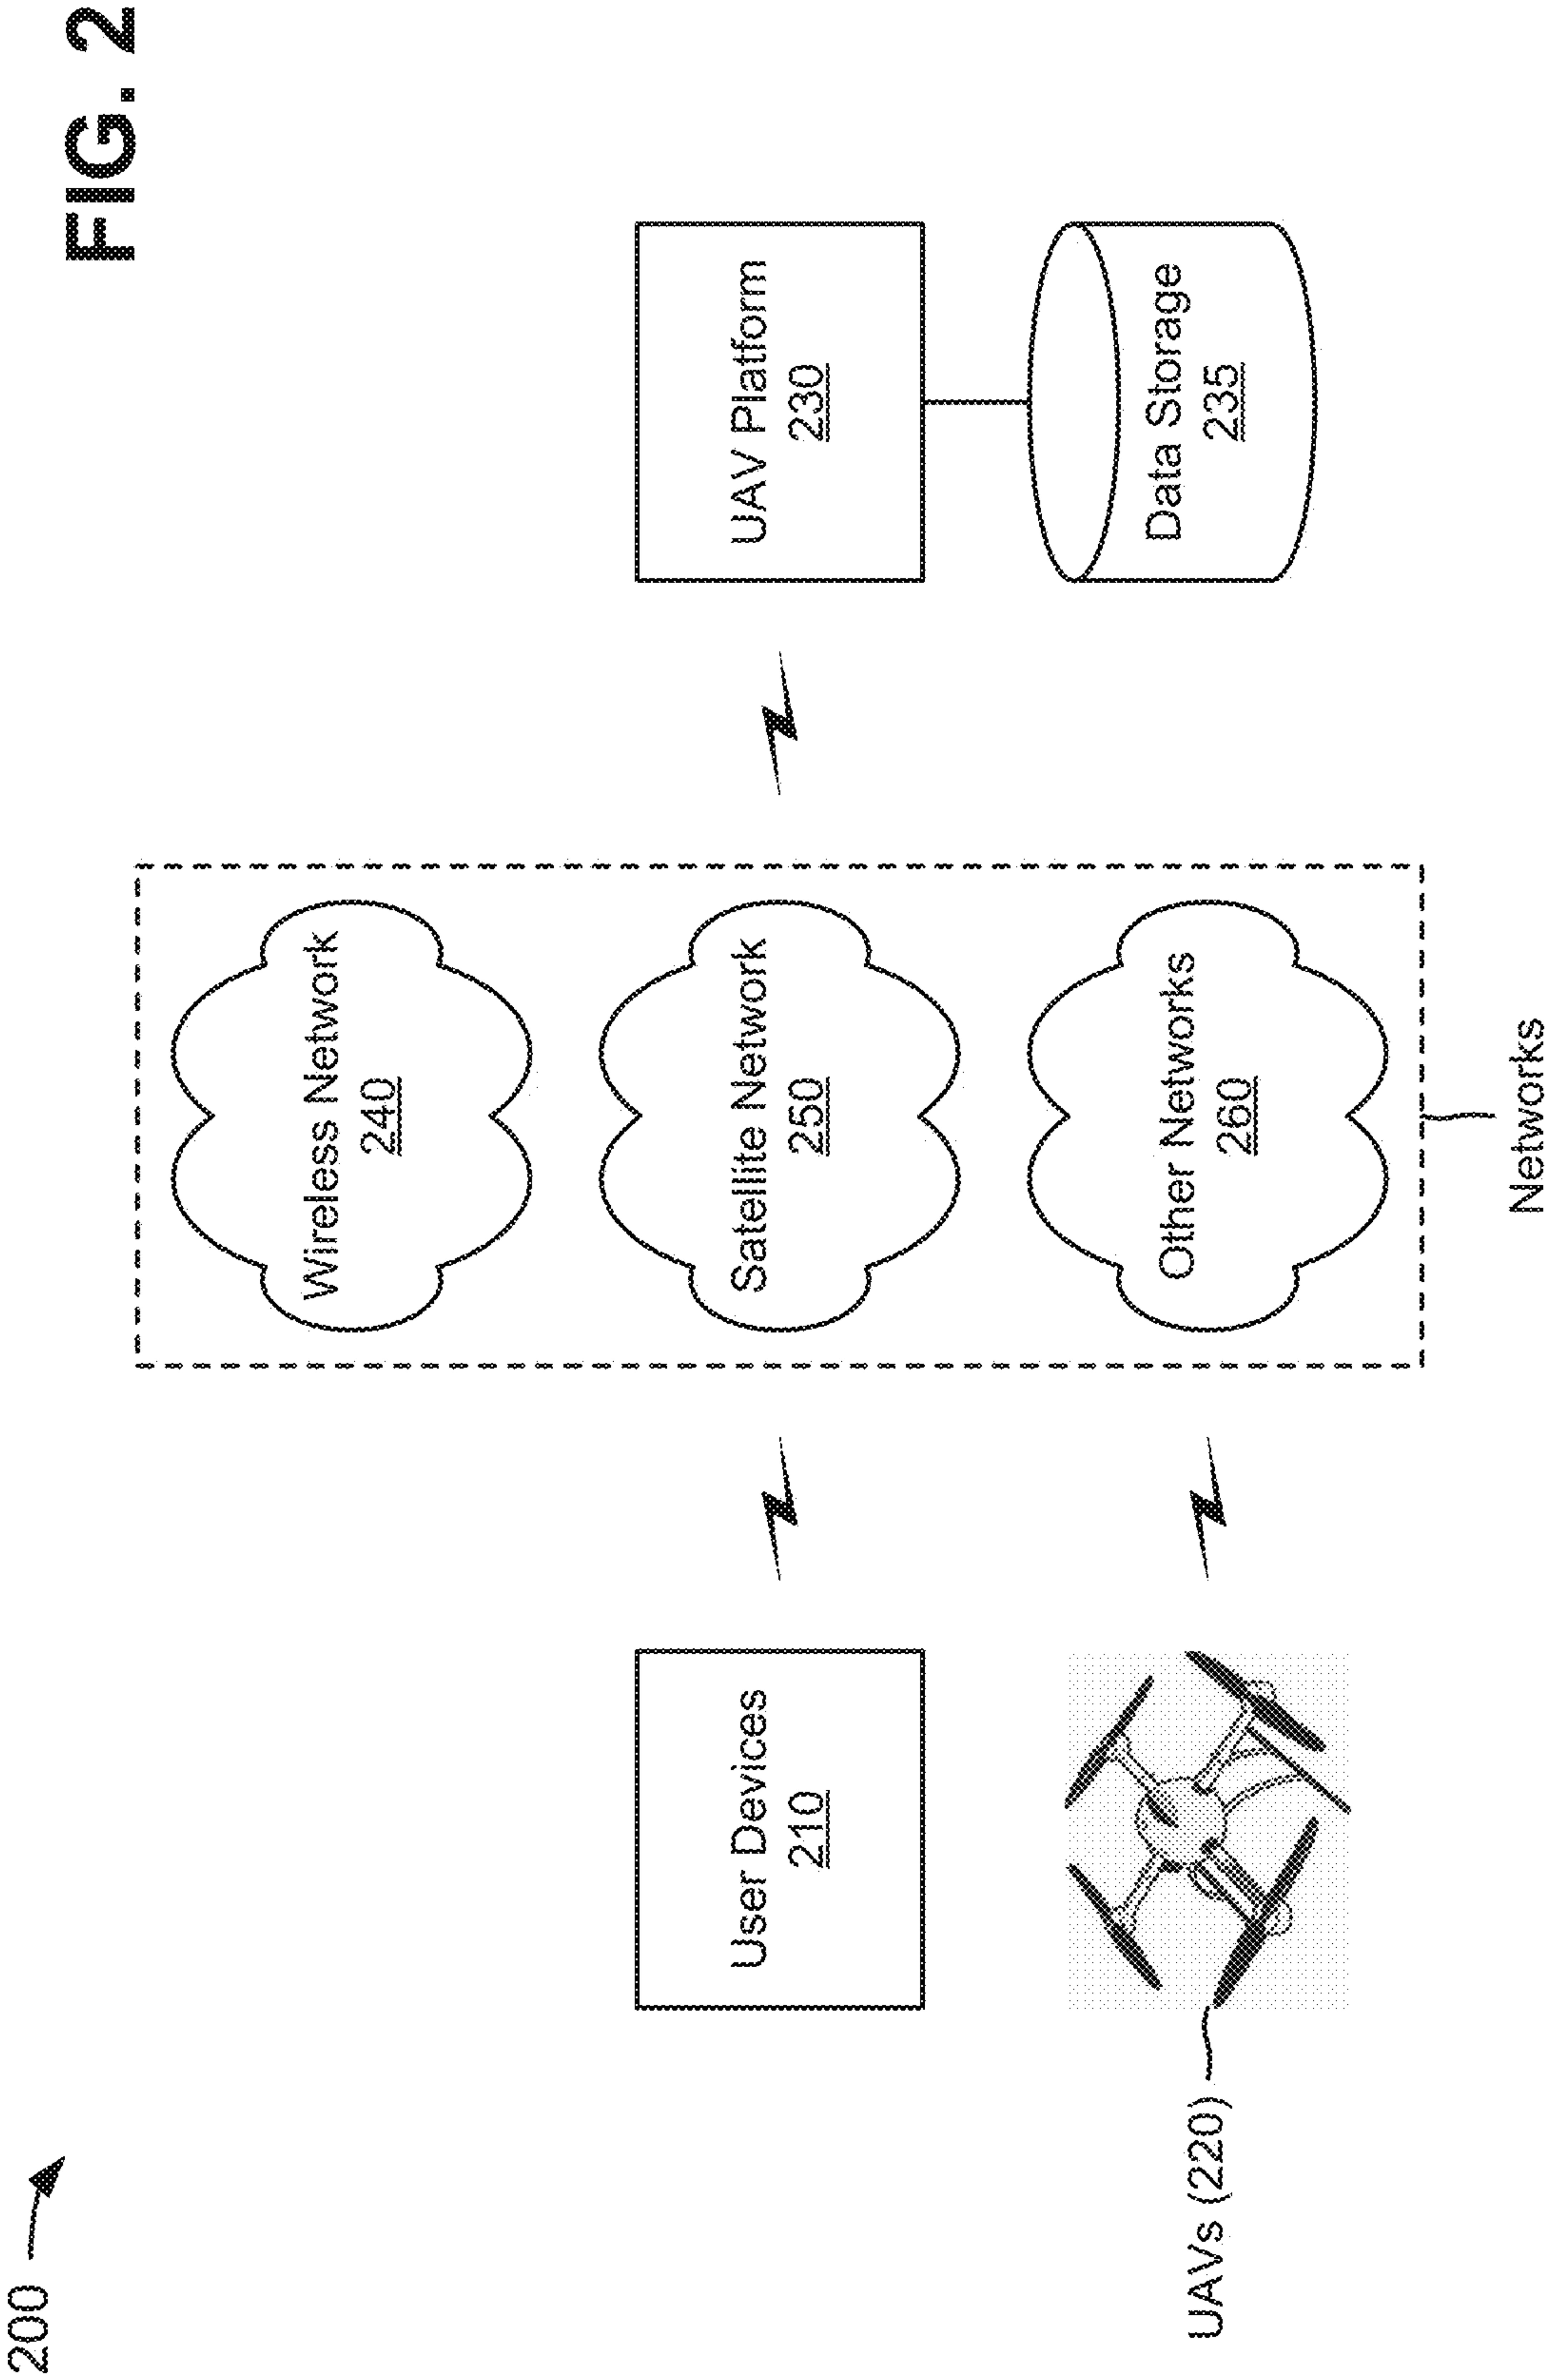 FIG. 2
200
User Devices
210
UAVs (220)
Wireless Network
240
Satellite Network
250
Other Networks
260
Networks
UAV Platform
230
Data Storage
235